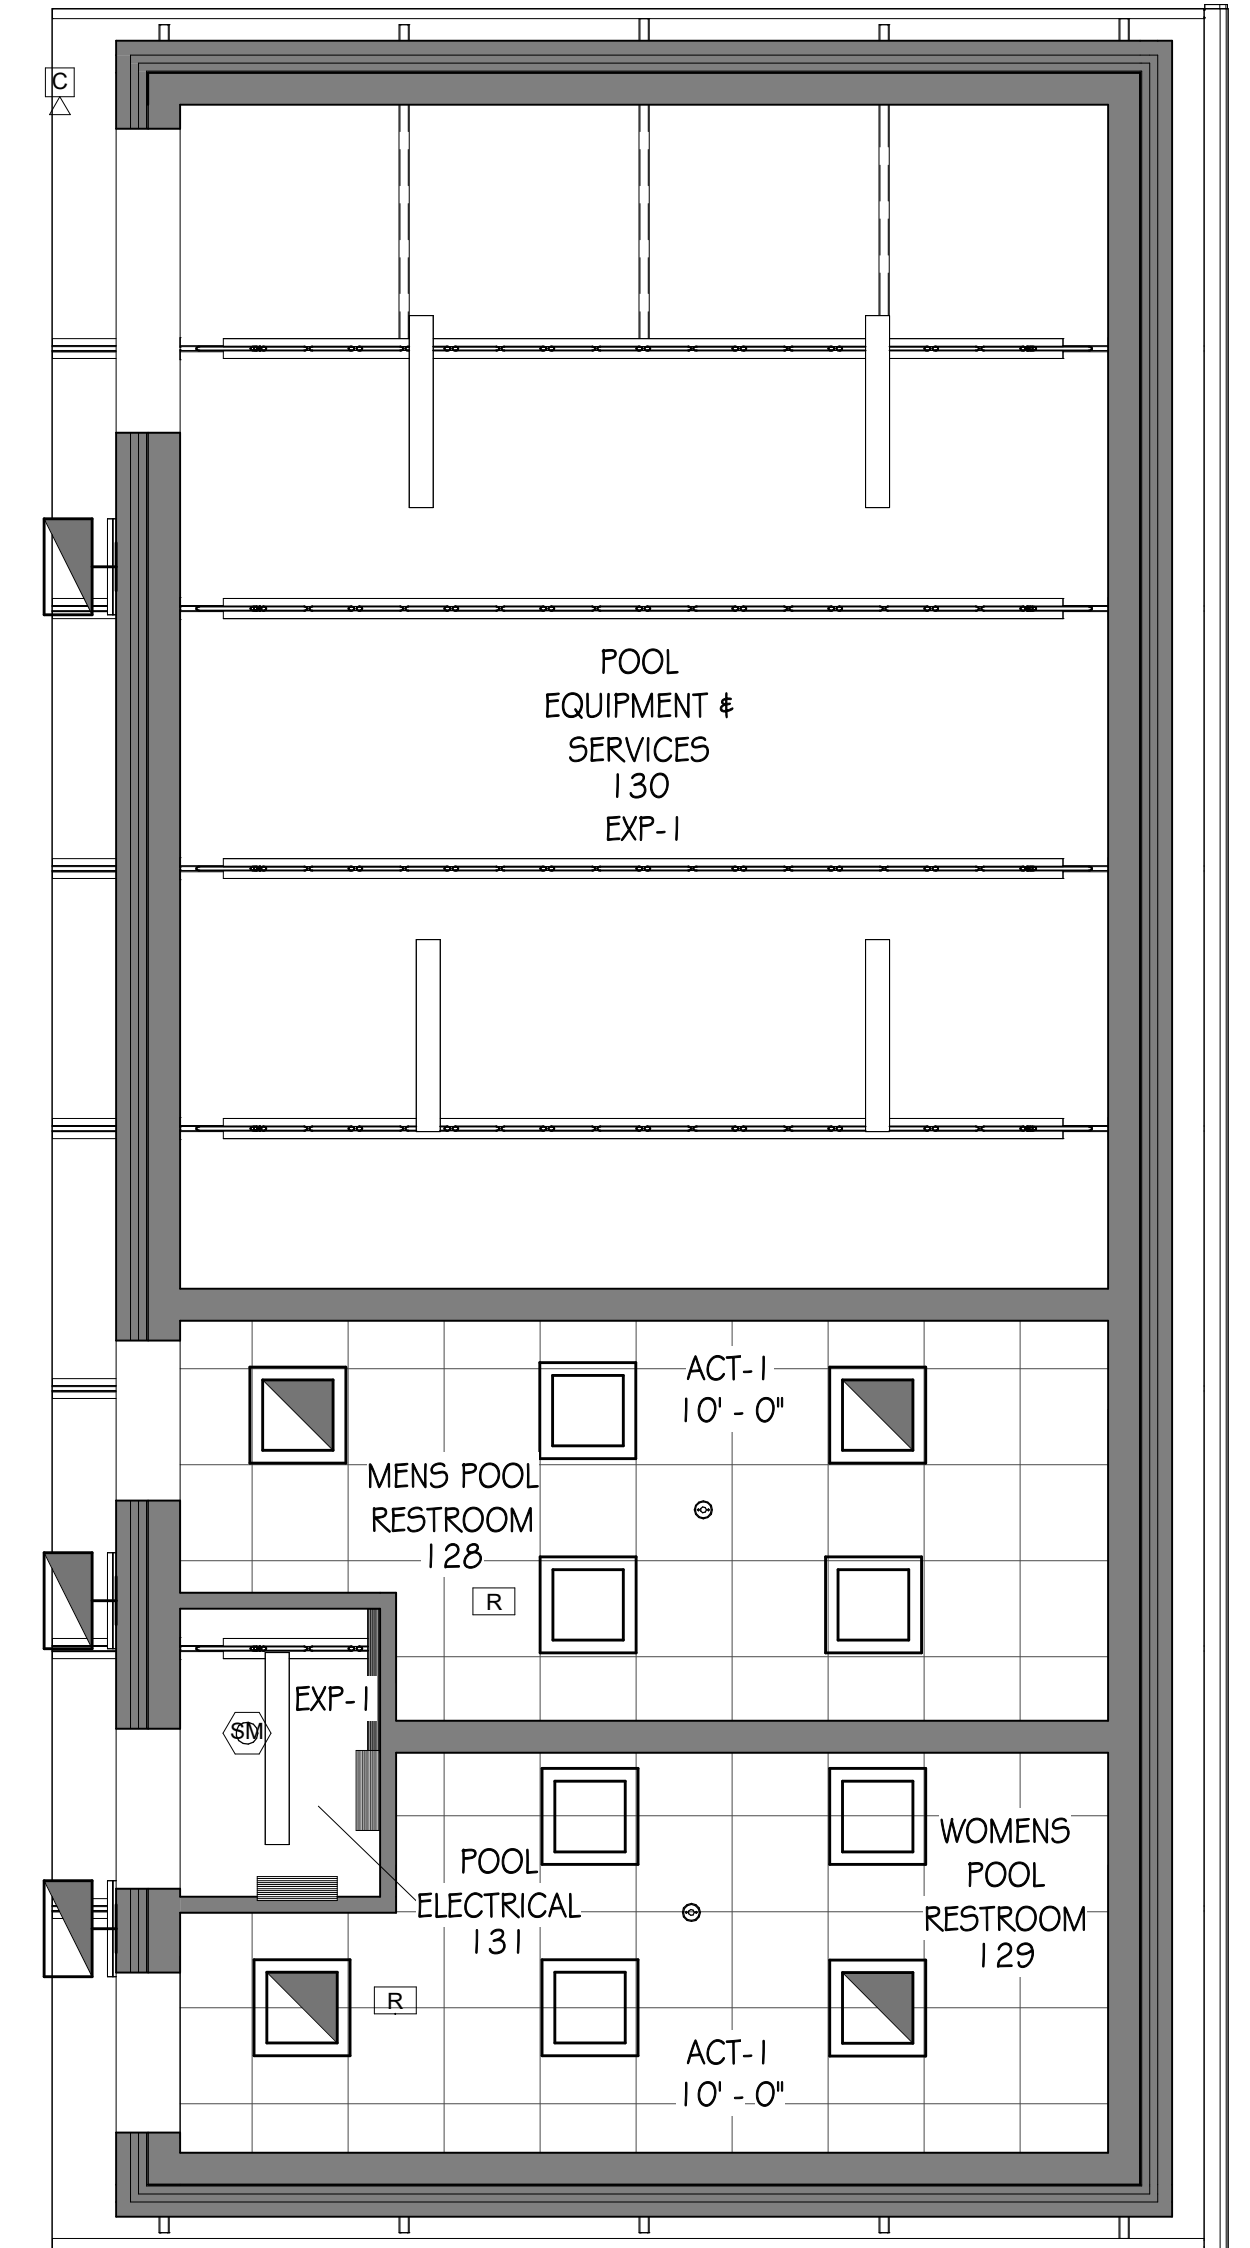 C
POOL
EQUIPMENT &
SERVICES
130
EXP-1
ACT-1
10' - 0"
MENS POOL
RESTROOM
128
R
EXP-1
SM
WOMENS
POOL
RESTROOM
129
POOL
ELECTRICAL
131
R
ACT-1
10' - 0"